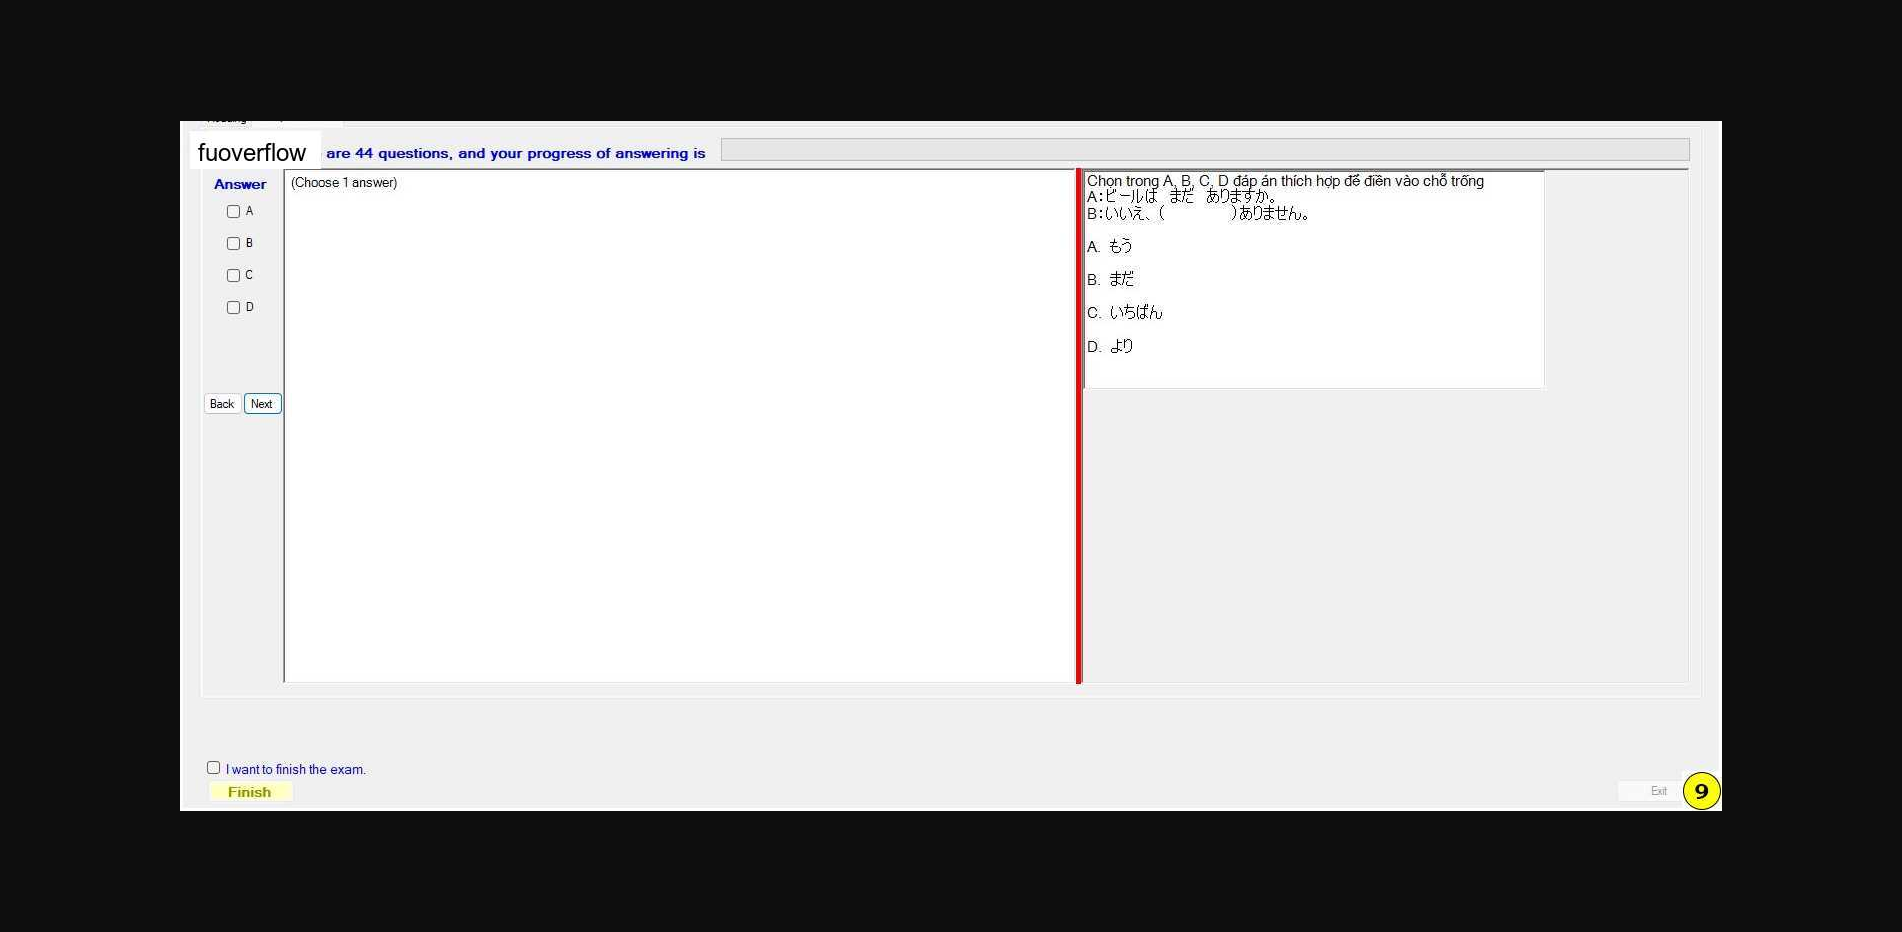 fuoverflow are 44 questions, and your progress of answering is
Answer
(Choose 1 answer)
A
B
C
D
Back Next
Chọn trong A, B, C, D đáp án thích hợp để điền vào chỗ trống
A:ビールは　まだ　ありますか。
B:いいえ、(　　　　)ありません。
A. もう
B. まだ
C. いちばん
D. より
I want to finish the exam.
Finish
Exit
9